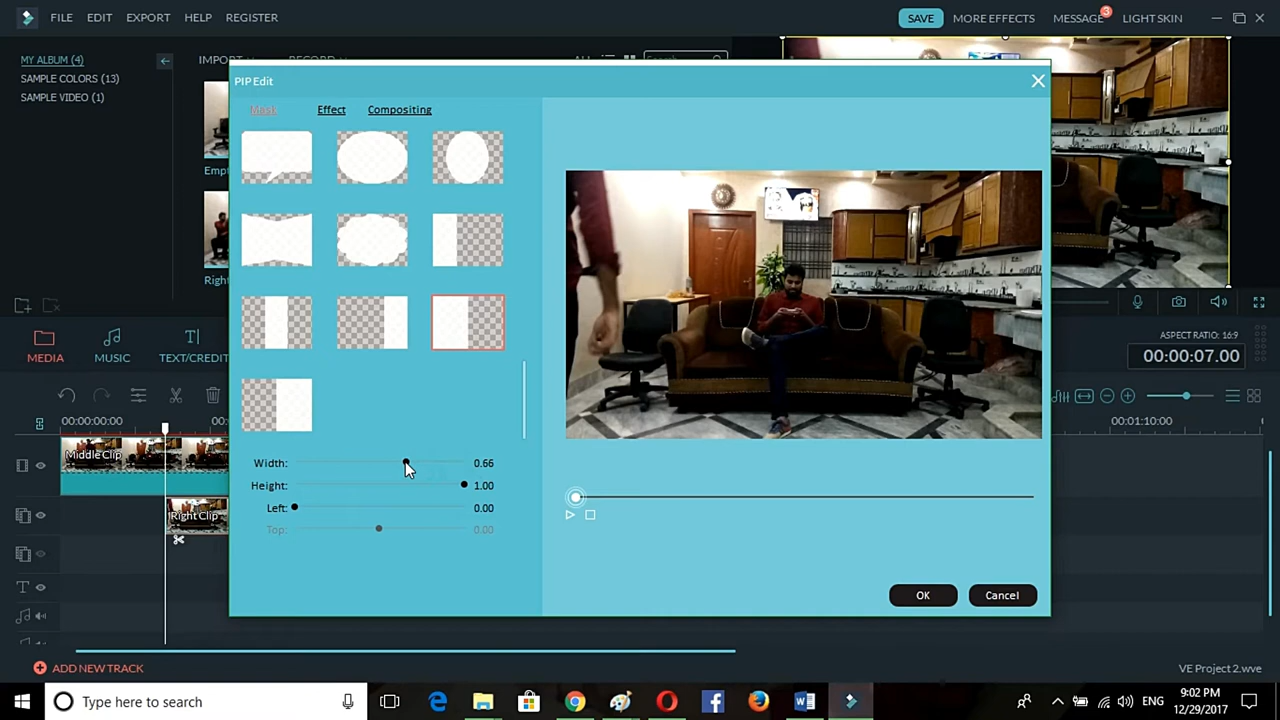 FILE EDIT EXPORT HELP REGISTER SAVE MORE EFFECTS MESSAGE 3 LIGHT SKIN
MY ALBUM (4)
SAMPLE COLORS (13)
SAMPLE VIDEO (1)
PIP Edit
Mask Effect Compositing
Width: 0.66
Height: 1.00
Left: 0.00
Top: 0.00
OK Cancel
MEDIA MUSIC TEXT/CREDIT
ASPECT RATIO: 16:9
00:00:07.00
00:00:00:00 00:01:10:00
Middle Clip
Right Clip
ADD NEW TRACK VE Project 2.wve
Type here to search
ENG 9:02 PM
12/29/2017